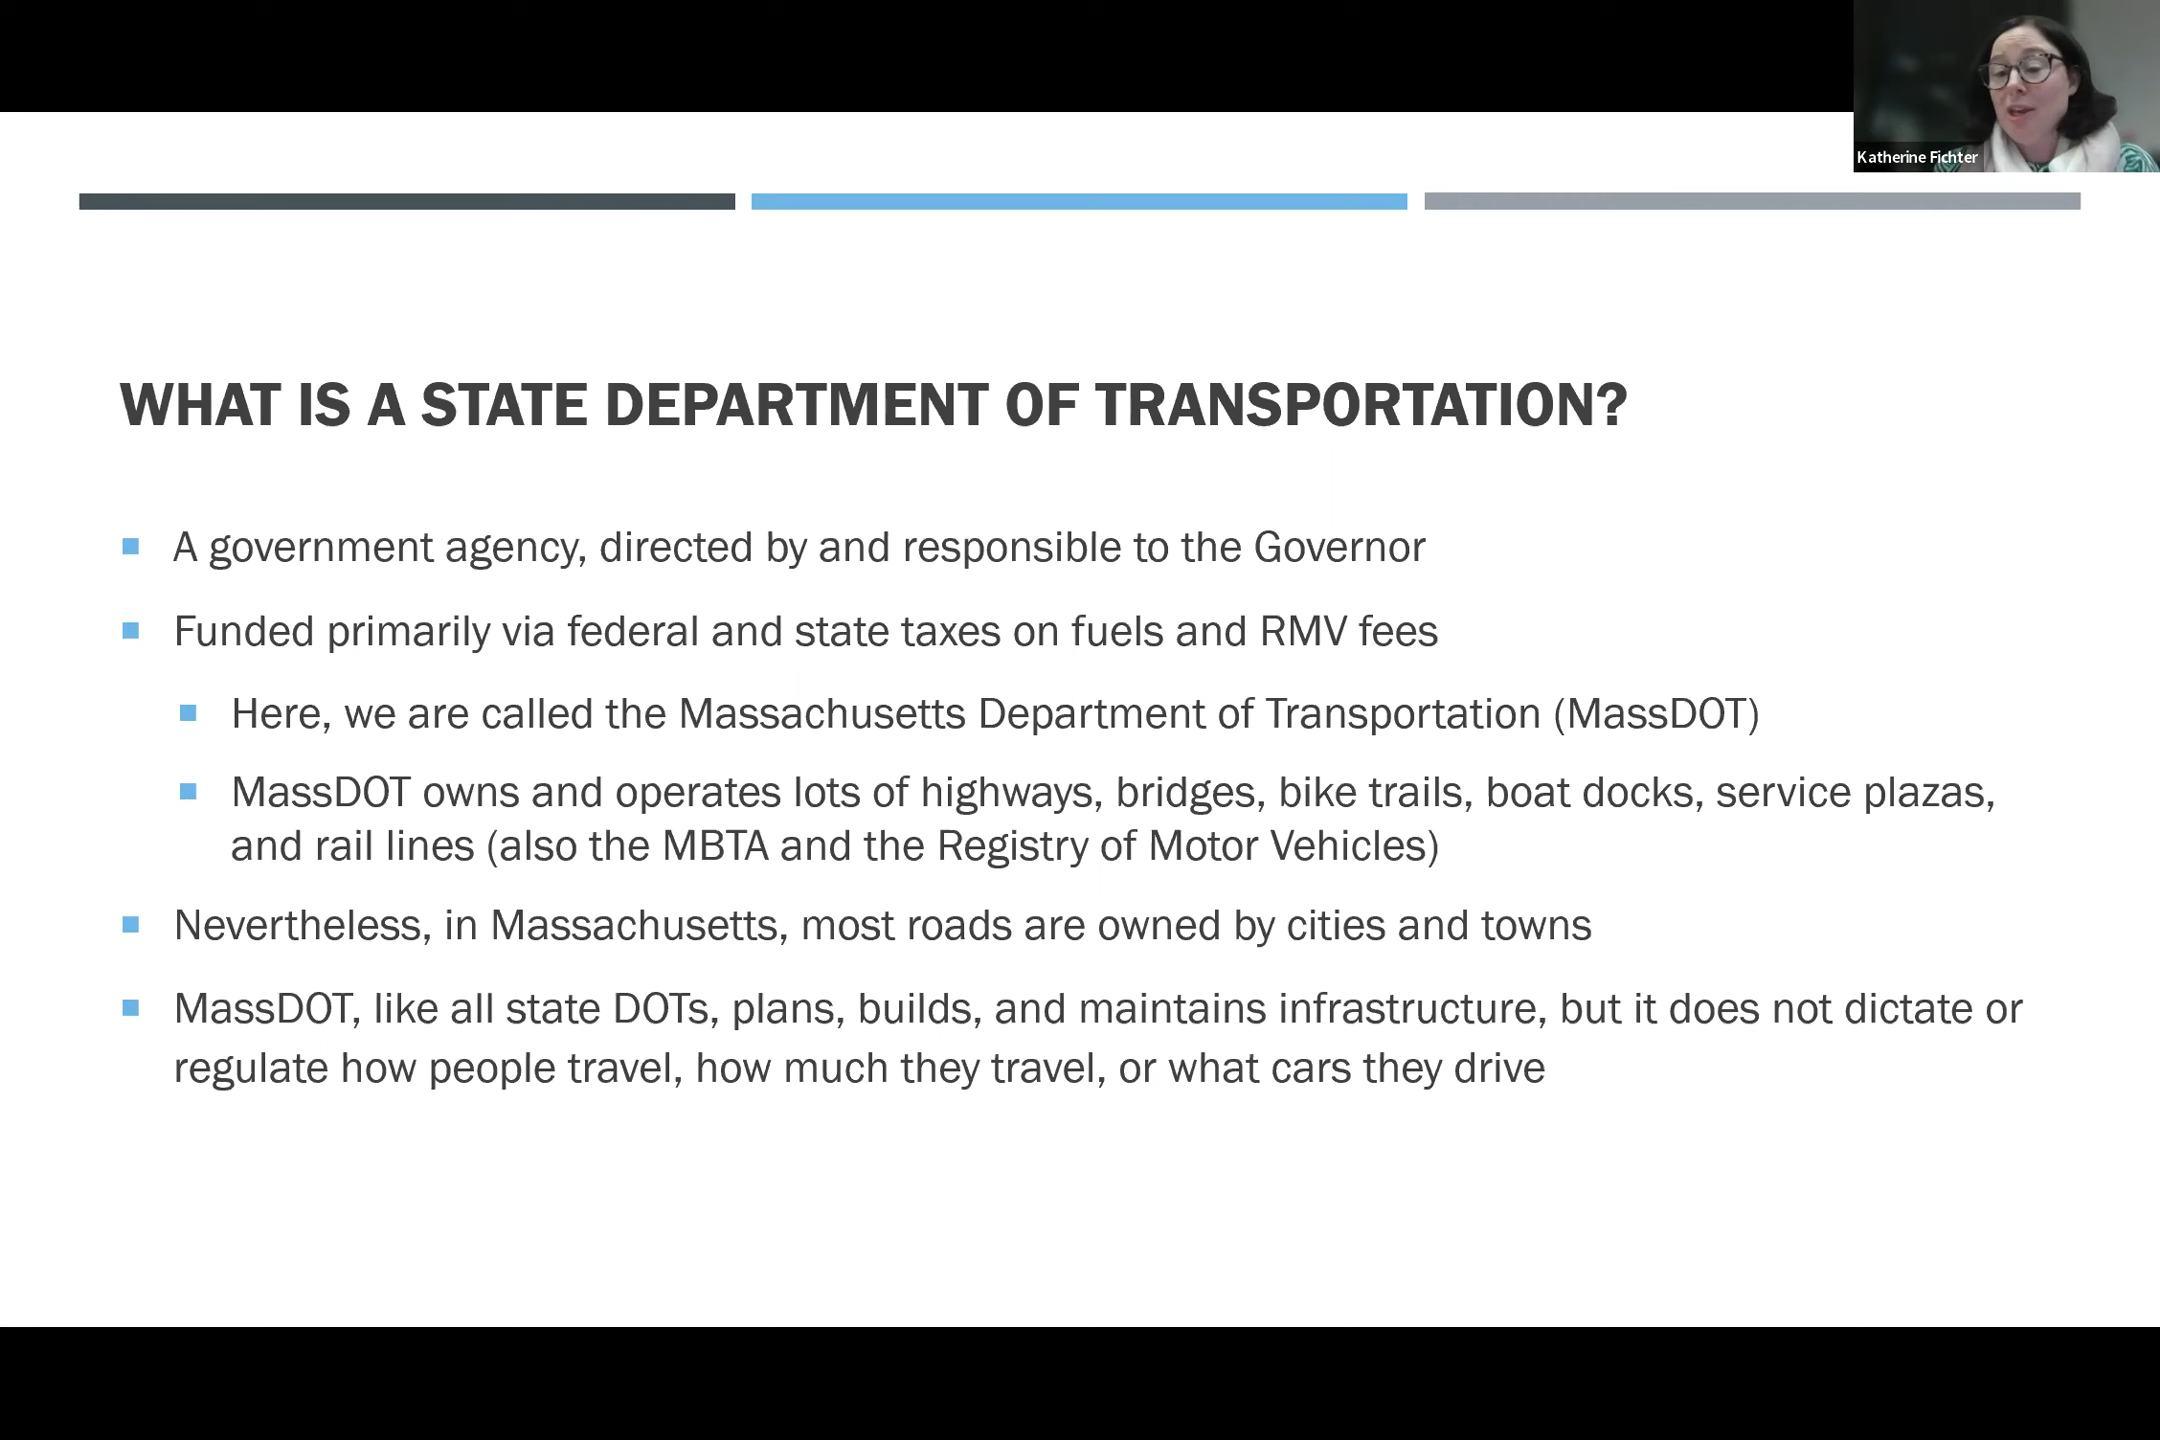 Katherine Fichter
WHAT IS A STATE DEPARTMENT OF TRANSPORTATION?
A government agency, directed by and responsible to the Governor
Funded primarily via federal and state taxes on fuels and RMV fees
Here, we are called the Massachusetts Department of Transportation (MassDOT)
MassDOT owns and operates lots of highways, bridges, bike trails, boat docks, service plazas,
and rail lines (also the MBTA and the Registry of Motor Vehicles)
Nevertheless, in Massachusetts, most roads are owned by cities and towns
MassDOT, like all state DOTs, plans, builds, and maintains infrastructure, but it does not dictate or
regulate how people travel, how much they travel, or what cars they drive